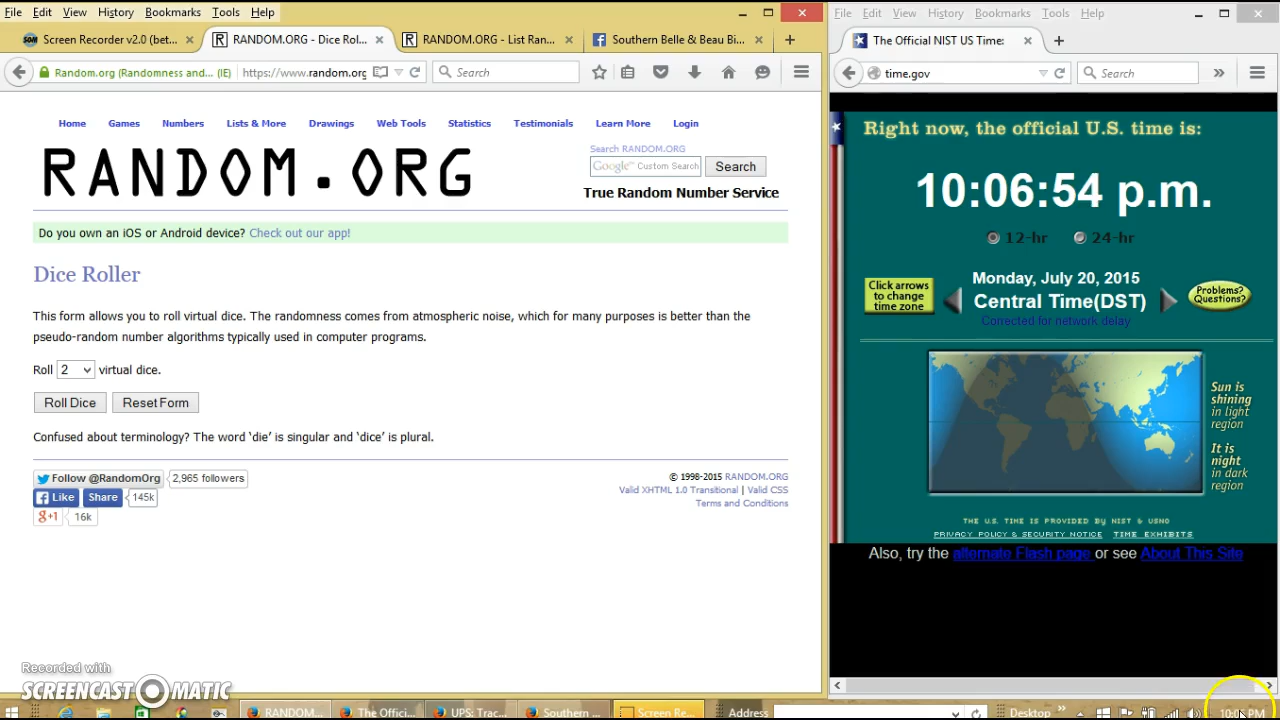 File Edit View History Bookmarks Tools Help
Screen Recorder v2.0 (bet... RANDOM.ORG - Dice Rol... RANDOM.ORG - List Ran... Southern Belle & Beau Bi...
Random.org (Randomness and... (IE) https://www.random.org Search
Home Games Numbers Lists & More Drawings Web Tools Statistics Testimonials Learn More Login
RANDOM.ORG
Search RANDOM.ORG
Google™ Custom Search Search
True Random Number Service
Do you own an iOS or Android device? Check out our app!
Dice Roller
This form allows you to roll virtual dice. The randomness comes from atmospheric noise, which for many purposes is better than the
pseudo-random number algorithms typically used in computer programs.
Roll 2 virtual dice.
Roll Dice Reset Form
Confused about terminology? The word ‘die’ is singular and ‘dice’ is plural.
Follow @RandomOrg 2,965 followers
Like Share 145k
g+1 16k
© 1998-2015 RANDOM.ORG
Valid XHTML 1.0 Transitional | Valid CSS
Terms and Conditions
Recorded with
SCREENCAST-O-MATIC
File Edit View History Bookmarks Tools Help
The Official NIST US Time:
time.gov Search
Right now, the official U.S. time is:
10:06:54 p.m.
12-hr 24-hr
Click arrows
to change
time zone
Monday, July 20, 2015
Central Time(DST)
Corrected for network delay
Problems?
Questions?
Sun is
shining
in light
region
It is
night
in dark
region
THE U.S. TIME IS PROVIDED BY NIST & USNO
PRIVACY POLICY & SECURITY NOTICE TIME EXHIBITS
Also, try the alternate Flash page or see About This Site
RANDOM... The Offici... UPS: Trac... Southern ... Screen Re... Address Desktop